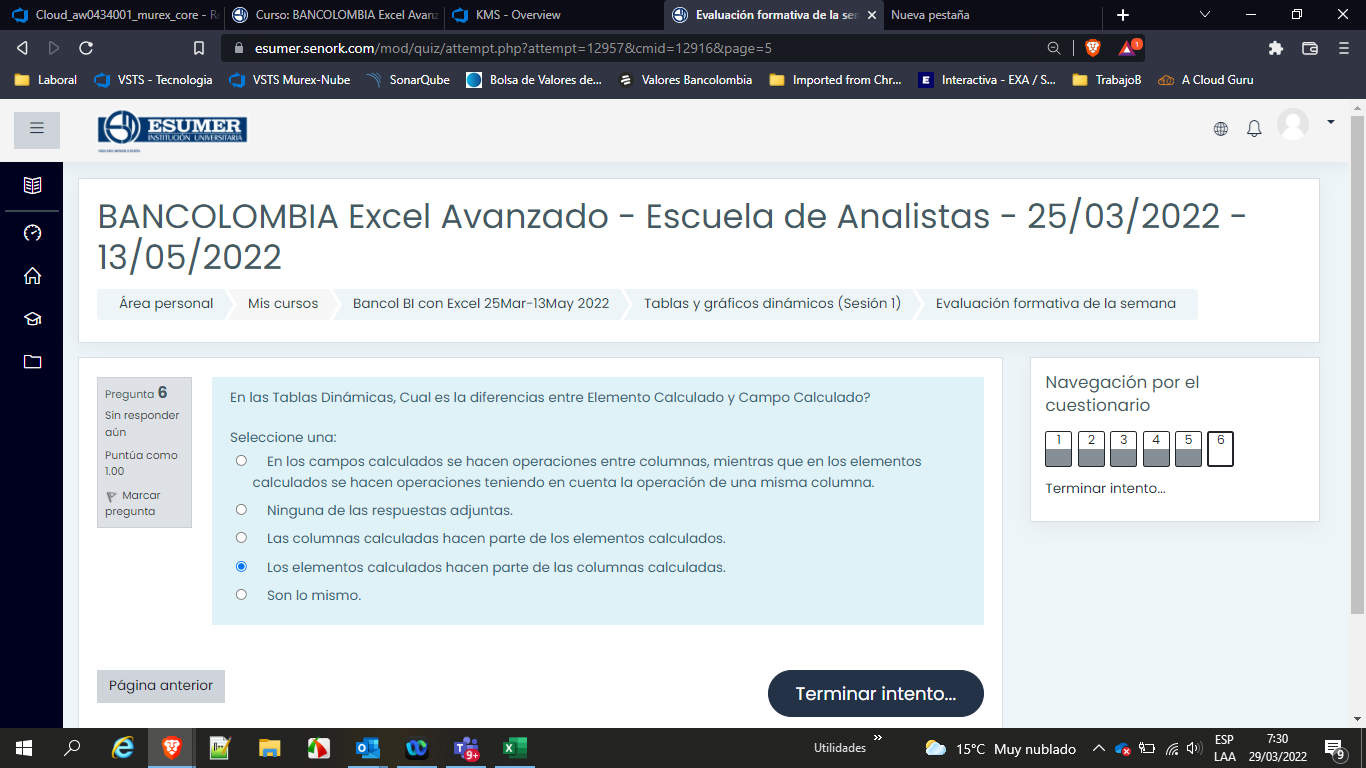 Cloud_aw0434001_murex_core - Re
Curso: BANCOLOMBIA Excel Avanz
KMS - Overview
Evaluación formativa de la sem
Nueva pestaña
esumer.senork.com/mod/quiz/attempt.php?attempt=12957&cmid=12916&page=5
1
Laboral
VSTS - Tecnologia
VSTS Murex-Nube
SonarQube
Bolsa de Valores de...
Valores Bancolombia
Imported from Chr...
Interactiva - EXA / S...
TrabajoB
A Cloud Guru
ESUMER
INSTITUCIÓN UNIVERSITARIA
BANCOLOMBIA Excel Avanzado - Escuela de Analistas - 25/03/2022 -
13/05/2022
Área personal
Mis cursos
Bancol BI con Excel 25Mar-13May 2022
Tablas y gráficos dinámicos (Sesión 1)
Evaluación formativa de la semana
Pregunta 6
Sin responder
aún
Puntúa como
1.00
Marcar
pregunta
En las Tablas Dinámicas, Cual es la diferencias entre Elemento Calculado y Campo Calculado?
Seleccione una:
En los campos calculados se hacen operaciones entre columnas, mientras que en los elementos
calculados se hacen operaciones teniendo en cuenta la operación de una misma columna.
Ninguna de las respuestas adjuntas.
Las columnas calculadas hacen parte de los elementos calculados.
Los elementos calculados hacen parte de las columnas calculadas.
Son lo mismo.
Página anterior
Terminar intento...
Navegación por el
cuestionario
1 2 3 4 5 6
Terminar intento...
9+
Utilidades
15°C Muy nublado
ESP
LAA
7:30
29/03/2022
9